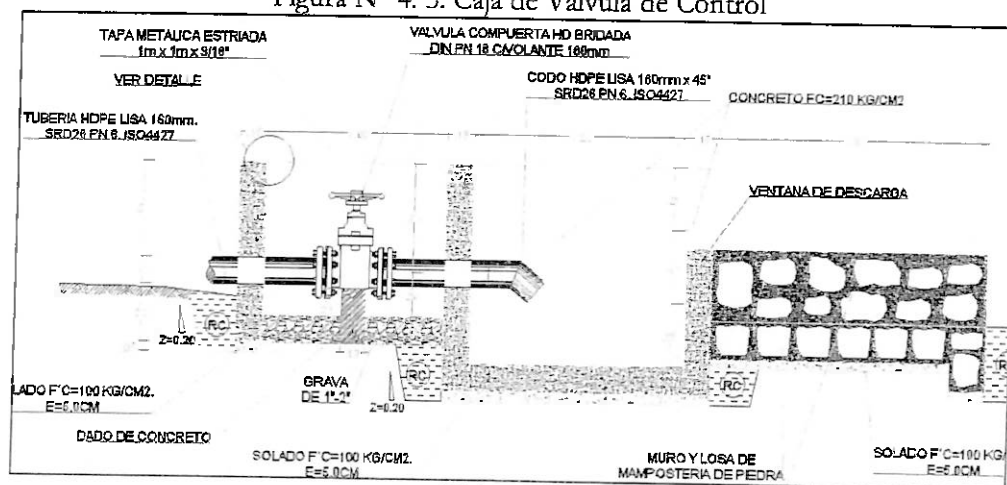 Figura N° 4. 3. Caja de Válvula de Control
TAPA METALICA ESTRIADA
1m x 1m x 3/16"
VER DETALLE
VALVULA COMPUERTA HD BRIDADA
DIN PN 16 C/VOLANTE 160mm
CODO HDPE LISA 160mm x 45°
SRD26 PN 6. ISO4427
CONCRETO FC=210 KG/CM2
TUBERIA HDPE LISA 160mm.
SRD26 PN 6. ISO4427
VENTANA DE DESCARGA
RC
Z=0.20
RC
Z=0.20
RC
R
LADO F'C=100 KG/CM2.
E=5.0CM
GRAVA
DE 1"-2"
DADO DE CONCRETO
SOLADO F'C=100 KG/CM2.
E=5.0CM
MURO Y LOSA DE
MAMPOSTERIA DE PIEDRA
SOLADO F'C=100 KG/
E=5.0CM